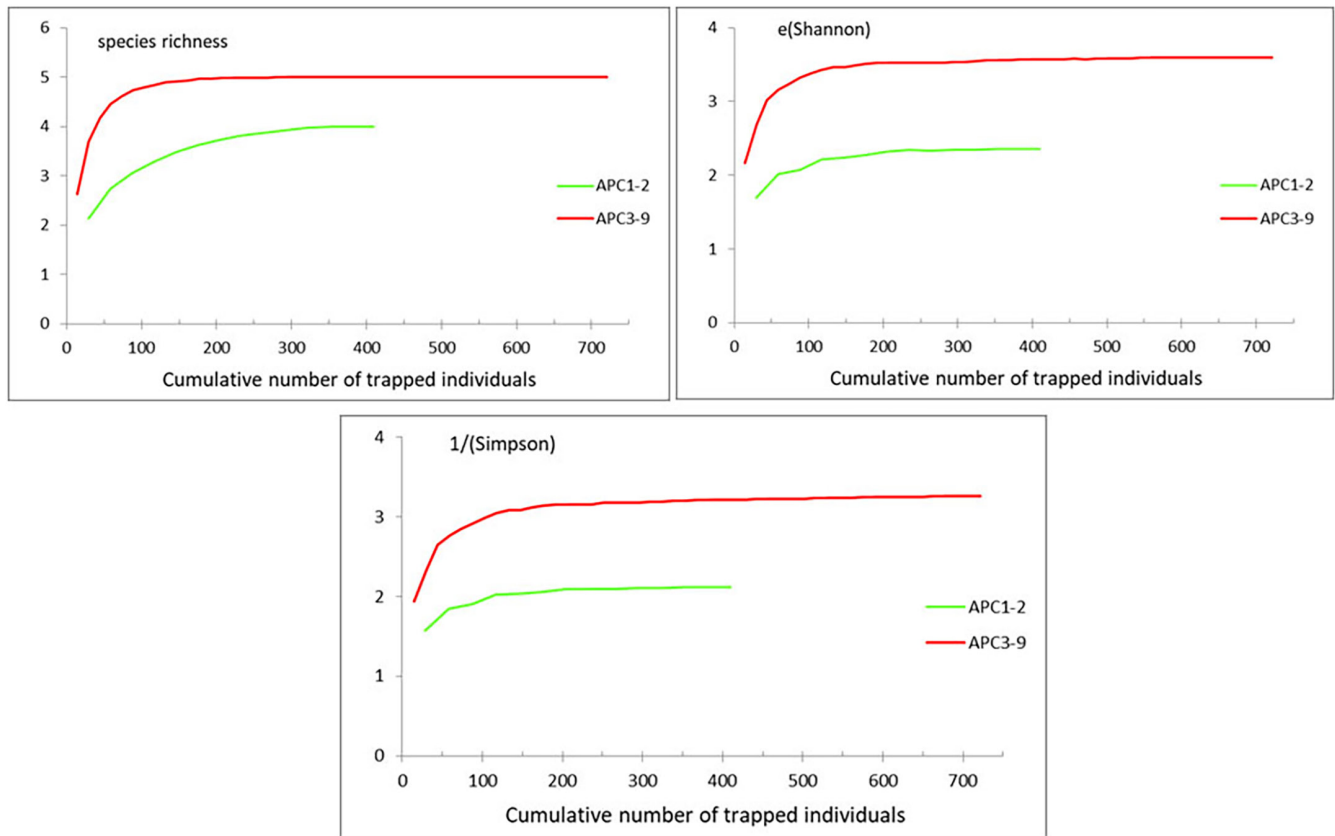 species richness
6
5
4
3
2
1
0
APC1-2
APC3-9
0 100 200 300 400 500 600 700
Cumulative number of trapped individuals
e(Shannon)
4
3
2
1
0
APC1-2
APC3-9
0 100 200 300 400 500 600 700
Cumulative number of trapped individuals
1/(Simpson)
4
3
2
1
0
APC1-2
APC3-9
0 100 200 300 400 500 600 700
Cumulative number of trapped individuals